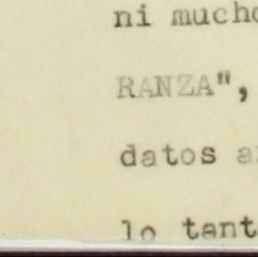 ni mucho
RANZA",
datos a
lo tant